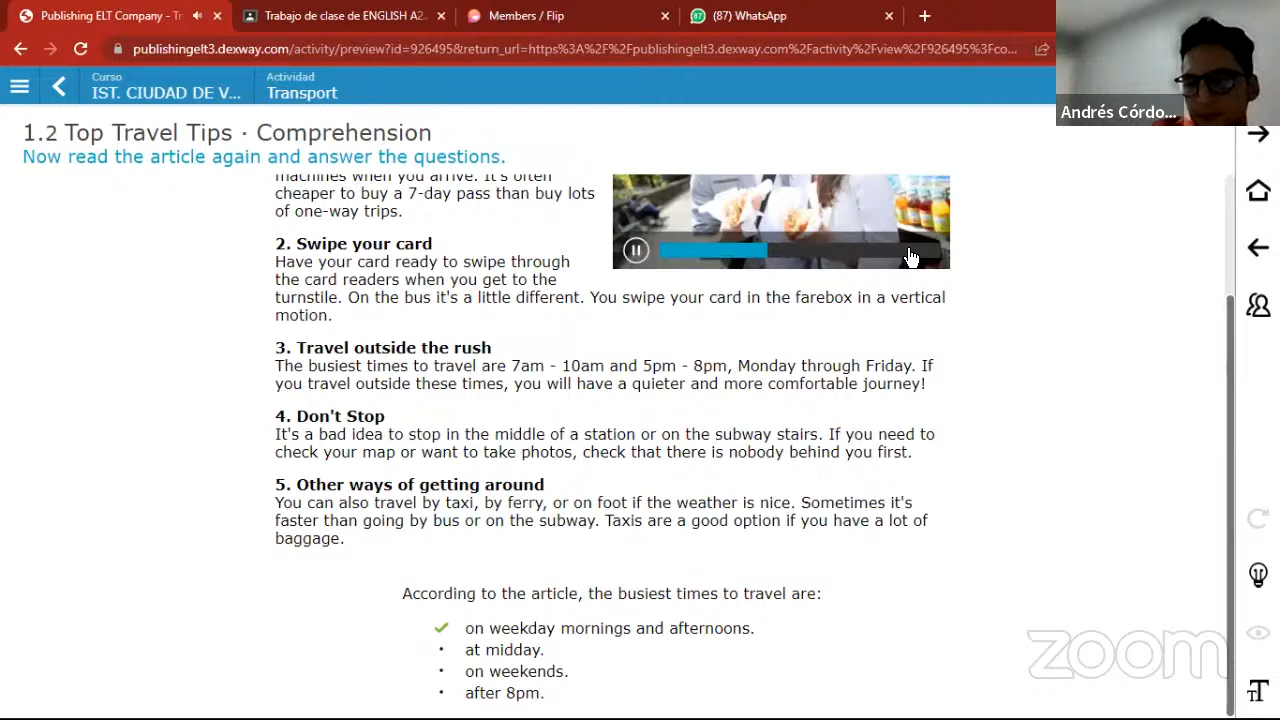 Publishing ELT Company - Tr
Trabajo de clase de ENGLISH A2
Members / Flip
87
(87) WhatsApp
publishingelt3.dexway.com/activity/preview?id=926495&return_url=https%3A%2F%2Fpublishingelt3.dexway.com%2Factivity%2Fview%2F926495%3Fco...
Curso
IST. CIUDAD DE V...
Actividad
Transport
Andrés Córdo...
1.2 Top Travel Tips · Comprehension
Now read the article again and answer the questions.
machines when you arrive. It's often
cheaper to buy a 7-day pass than buy lots
of one-way trips.
2. Swipe your card
Have your card ready to swipe through
the card readers when you get to the
turnstile. On the bus it's a little different. You swipe your card in the farebox in a vertical
motion.
3. Travel outside the rush
The busiest times to travel are 7am - 10am and 5pm - 8pm, Monday through Friday. If
you travel outside these times, you will have a quieter and more comfortable journey!
4. Don't Stop
It's a bad idea to stop in the middle of a station or on the subway stairs. If you need to
check your map or want to take photos, check that there is nobody behind you first.
5. Other ways of getting around
You can also travel by taxi, by ferry, or on foot if the weather is nice. Sometimes it's
faster than going by bus or on the subway. Taxis are a good option if you have a lot of
baggage.
According to the article, the busiest times to travel are:
on weekday mornings and afternoons.
• at midday.
• on weekends.
• after 8pm.
zoom
TT